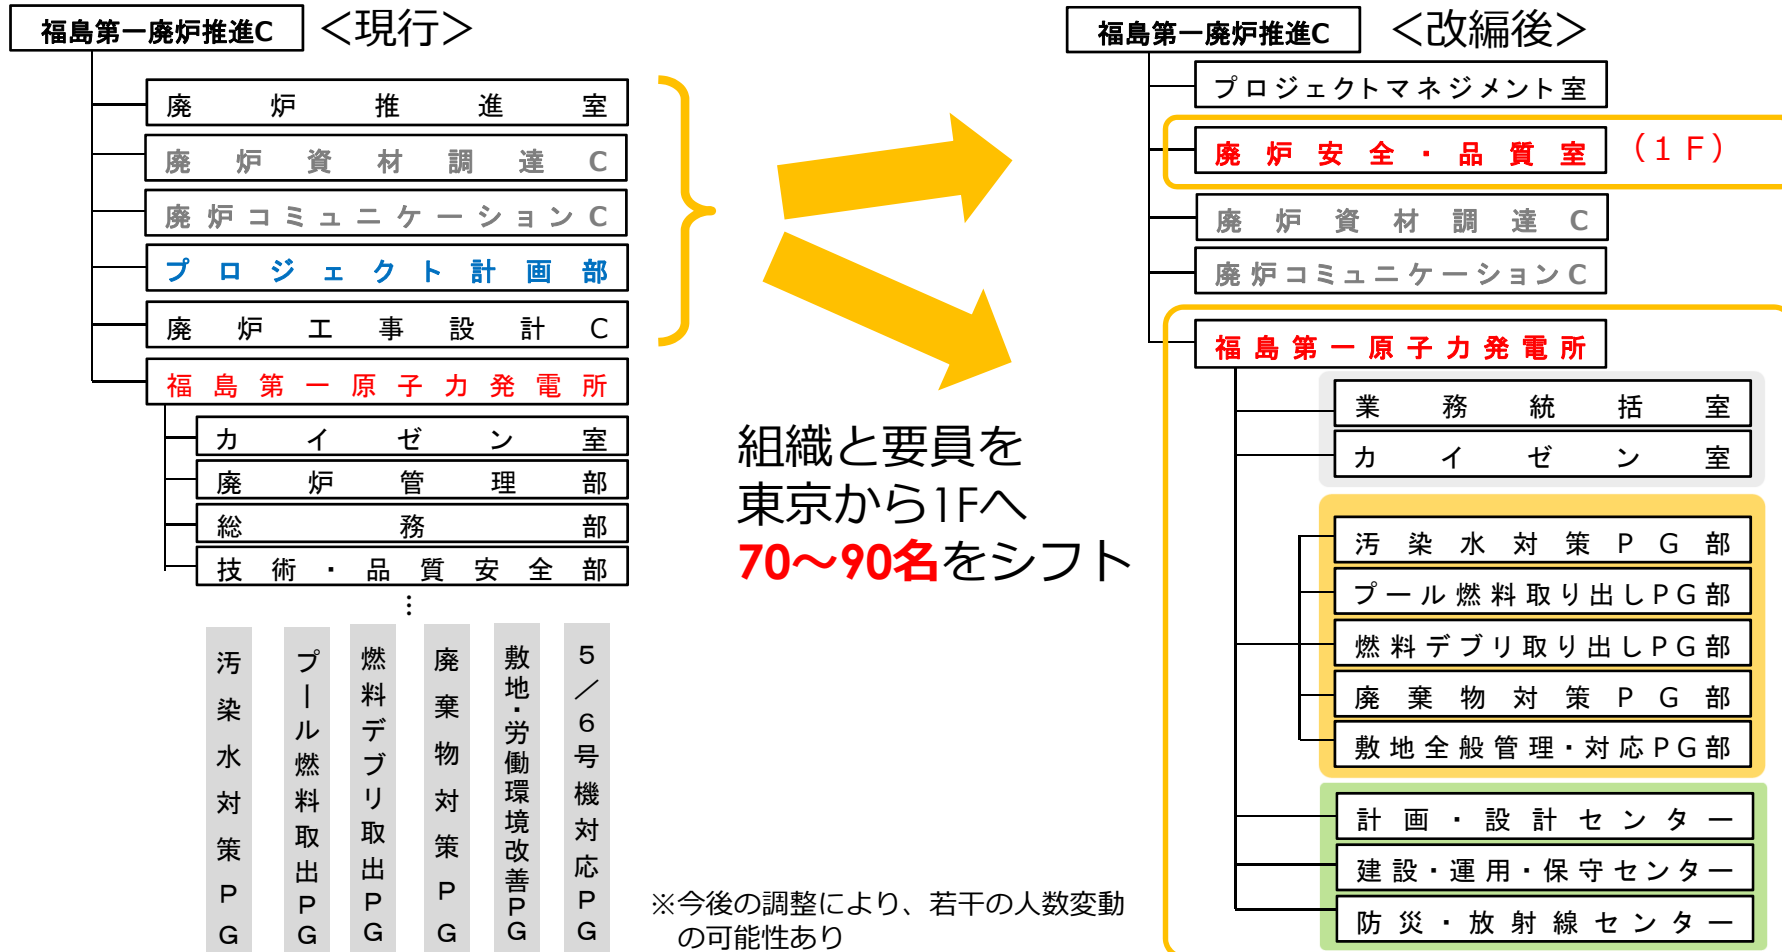 福島第一廃炉推進C
＜現行＞
廃炉推進室
廃炉資材調達C
廃炉コミュニケーションC
プロジェクト計画部
廃炉工事設計C
福島第一原子力発電所
カイゼン室
廃炉管理部
総務部
技術・品質安全部
…
汚染水対策PG
プール燃料取出PG
燃料デブリ取出PG
廃棄物対策PG
敷地・労働環境改善PG
5／6号機対応PG
組織と要員を
東京から1Fへ
70～90名をシフト
※今後の調整により、若干の人数変動
の可能性あり
福島第一廃炉推進C
＜改編後＞
プロジェクトマネジメント室
廃炉安全・品質室
（1F）
廃炉資材調達C
廃炉コミュニケーションC
福島第一原子力発電所
業務統括室
カイゼン室
汚染水対策PG部
プール燃料取り出しPG部
燃料デブリ取り出しPG部
廃棄物対策PG部
敷地全般管理・対応PG部
計画・設計センター
建設・運用・保守センター
防災・放射線センター